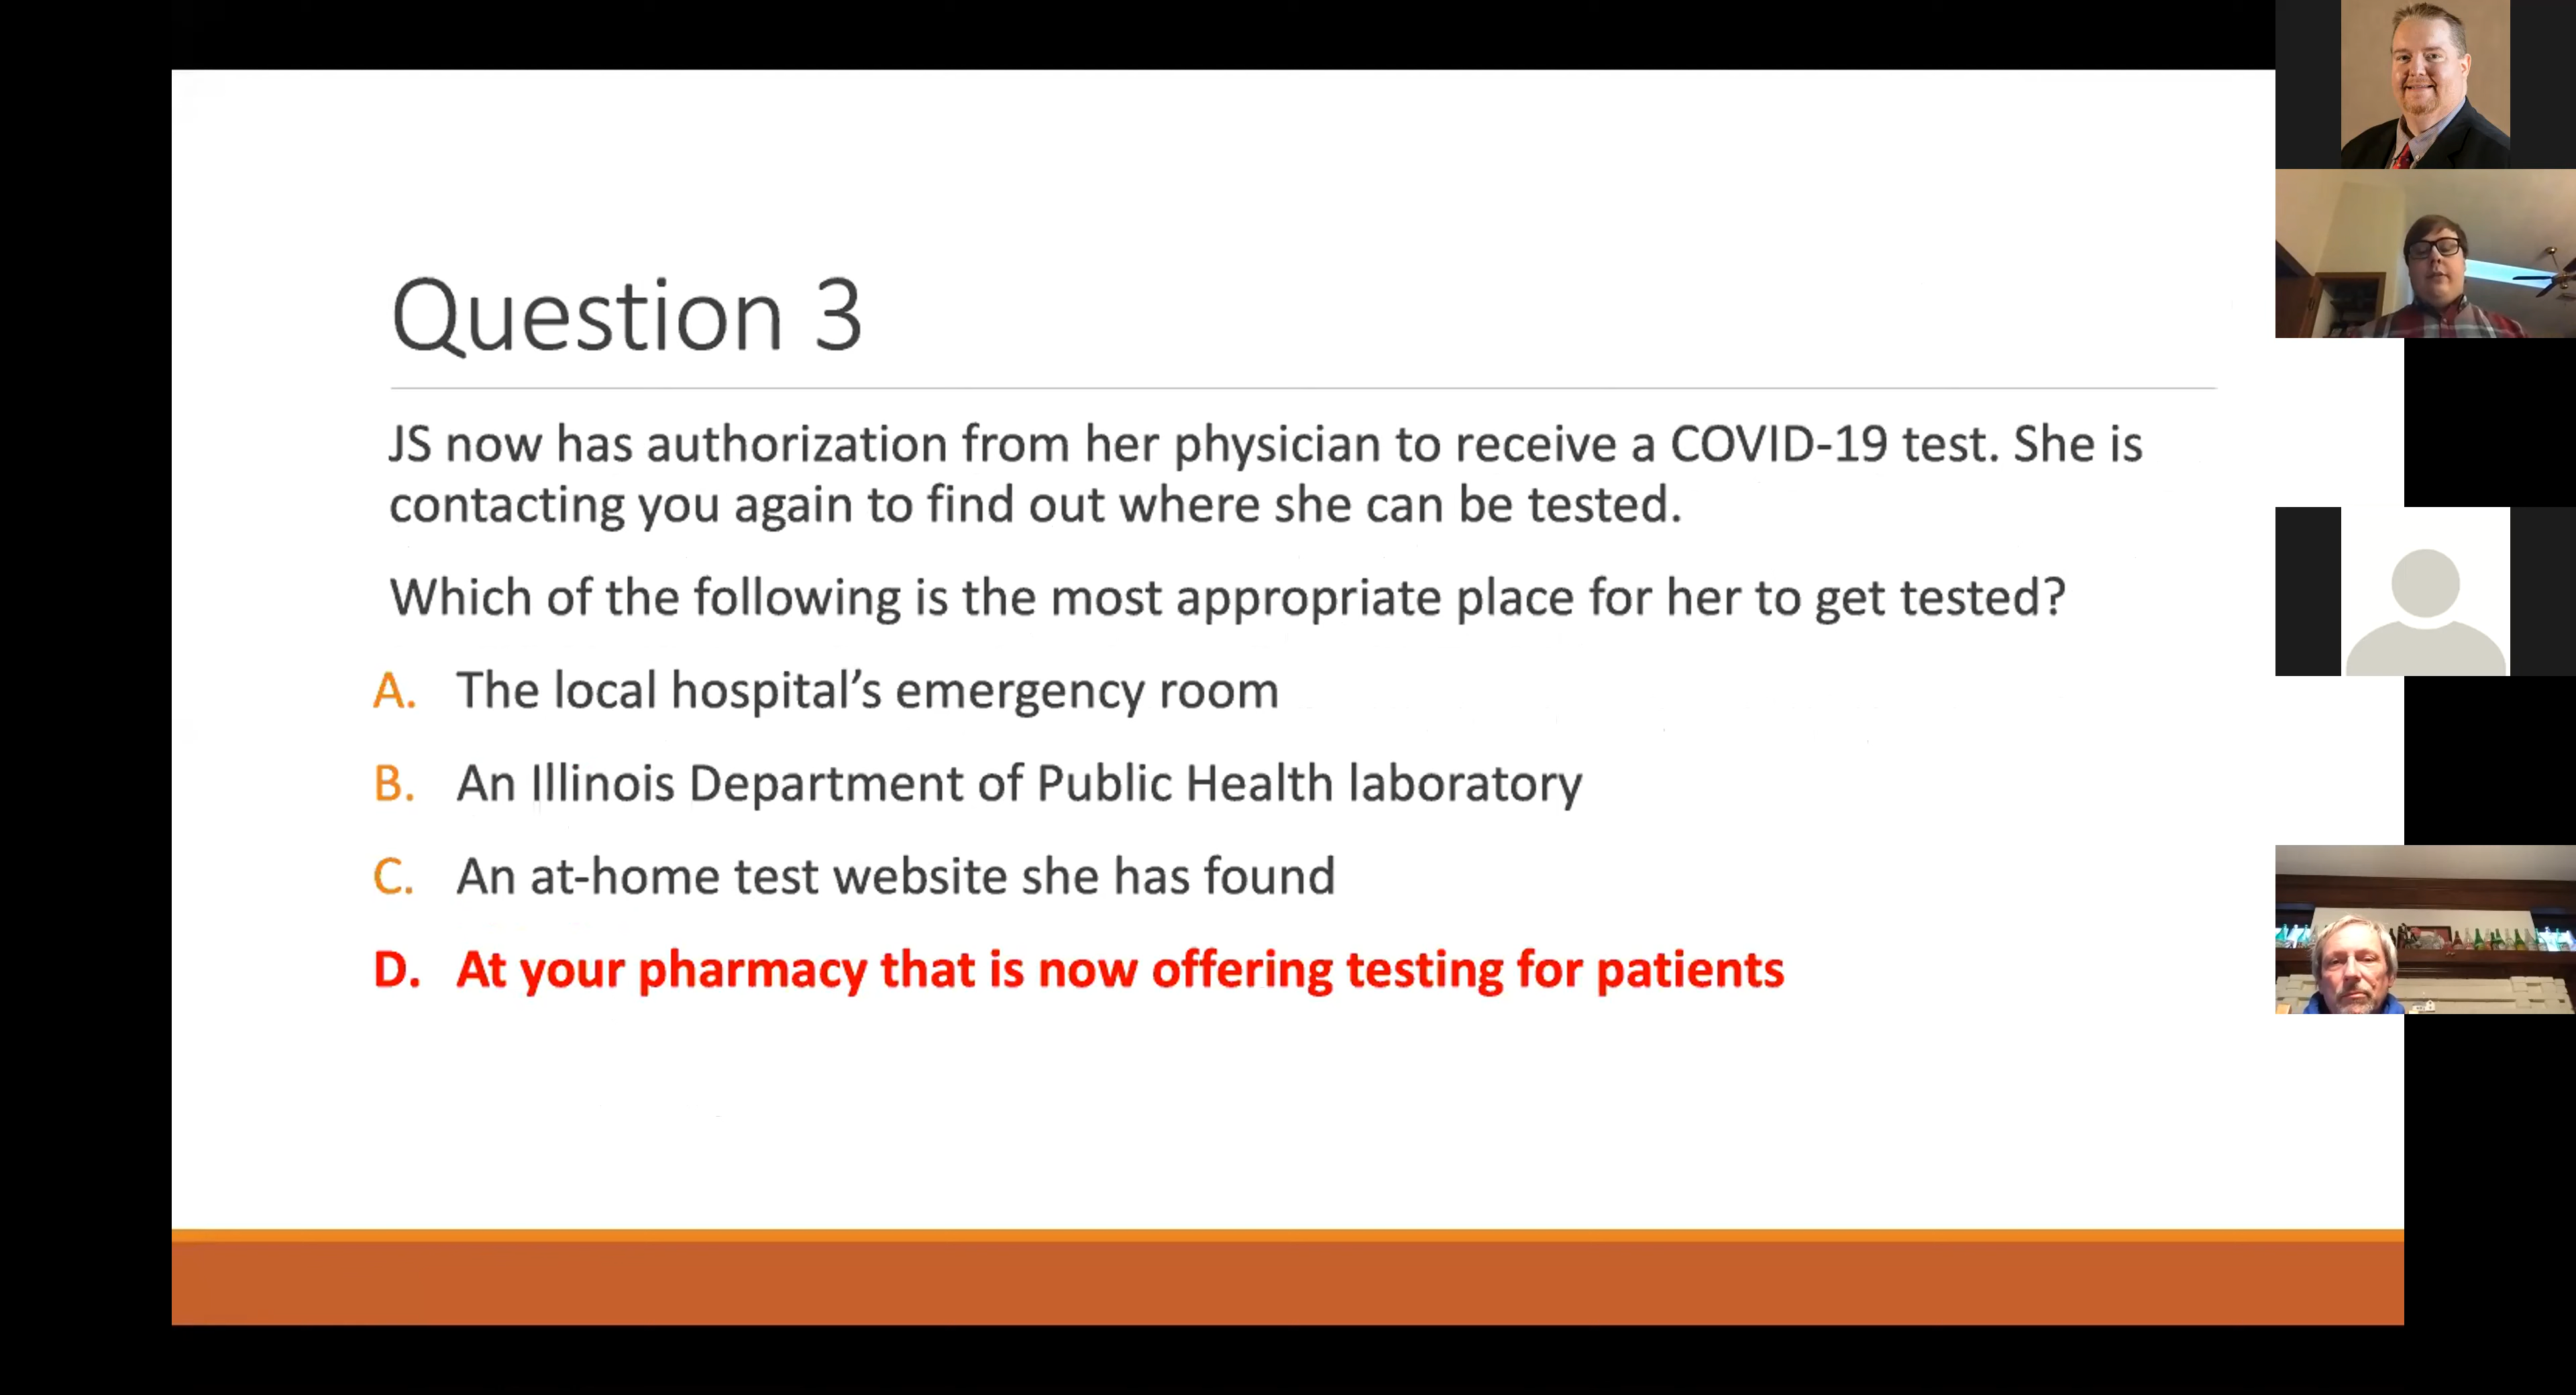 Question 3
JS now has authorization from her physician to receive a COVID-19 test. She is
contacting you again to find out where she can be tested.
Which of the following is the most appropriate place for her to get tested?
A. The local hospital’s emergency room
B. An Illinois Department of Public Health laboratory
C. An at-home test website she has found
D. At your pharmacy that is now offering testing for patients